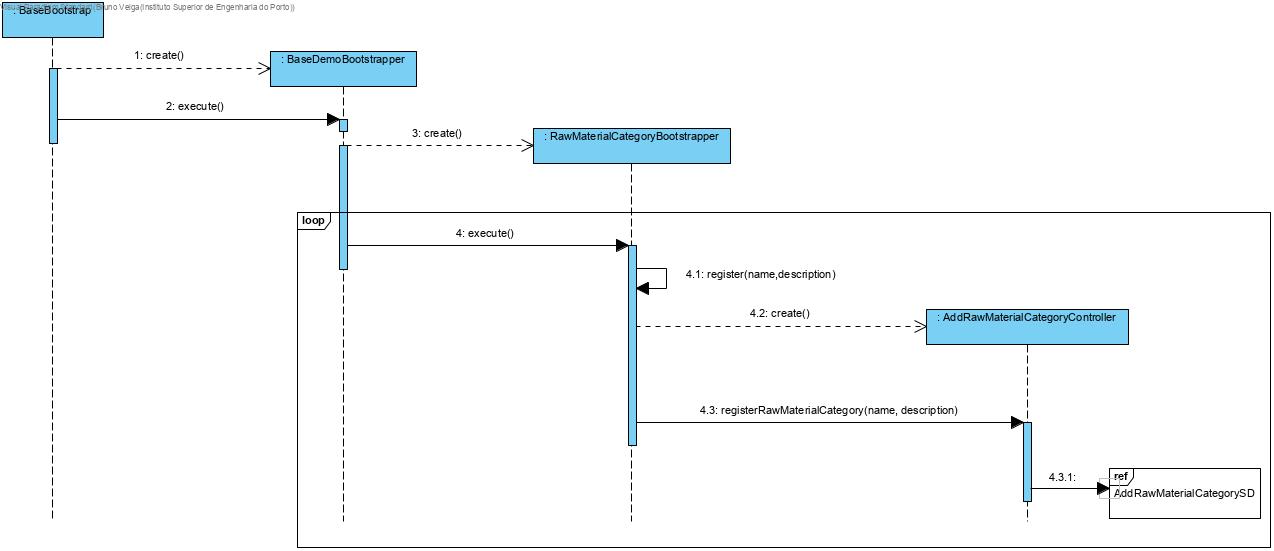 (Bruno Veiga(Instituto Superior de Engenharia do Porto))
BaseBootstrap
1: create()
: BaseDemoBootstrapper
2: execute()
3: create()
: RawMaterialCategoryBootstrapper
loop
4: execute()
4.1: register(name,description)
4.2: create()
: AddRawMaterialCategoryController
4.3: registerRawMaterialCategory(name, description)
4.3.1:
ref
AddRawMaterialCategorySD